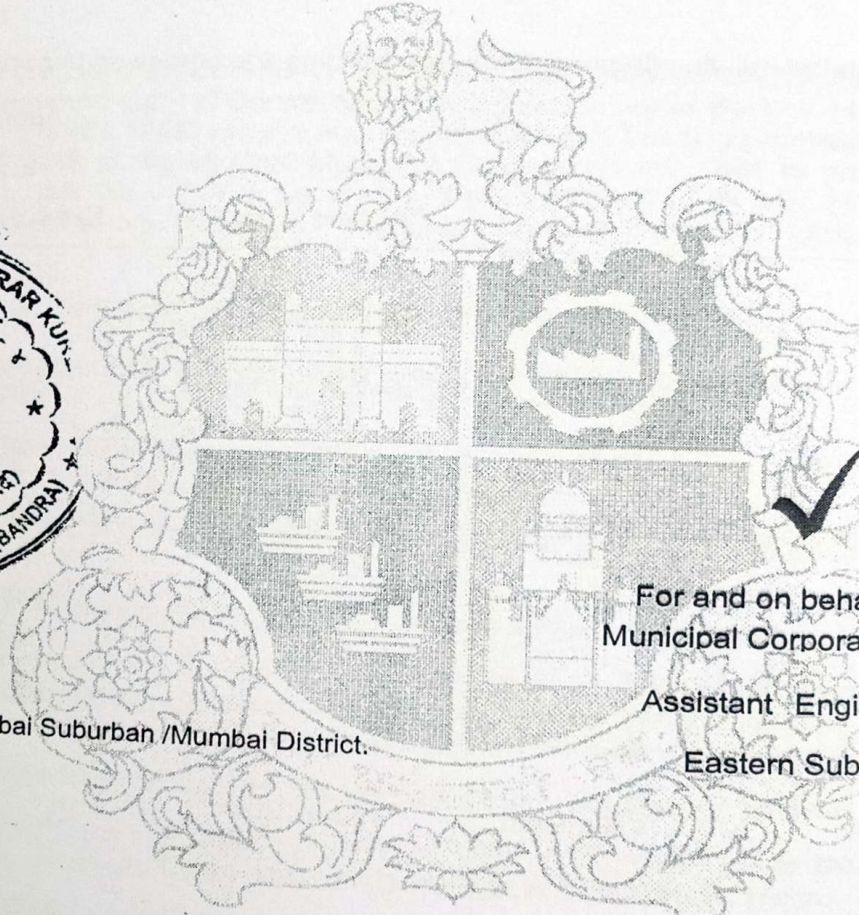 RAR KUR
BANDRA)
For and on beha
Municipal Corpora
Assistant Engi
bai Suburban /Mumbai District.
Eastern Sub